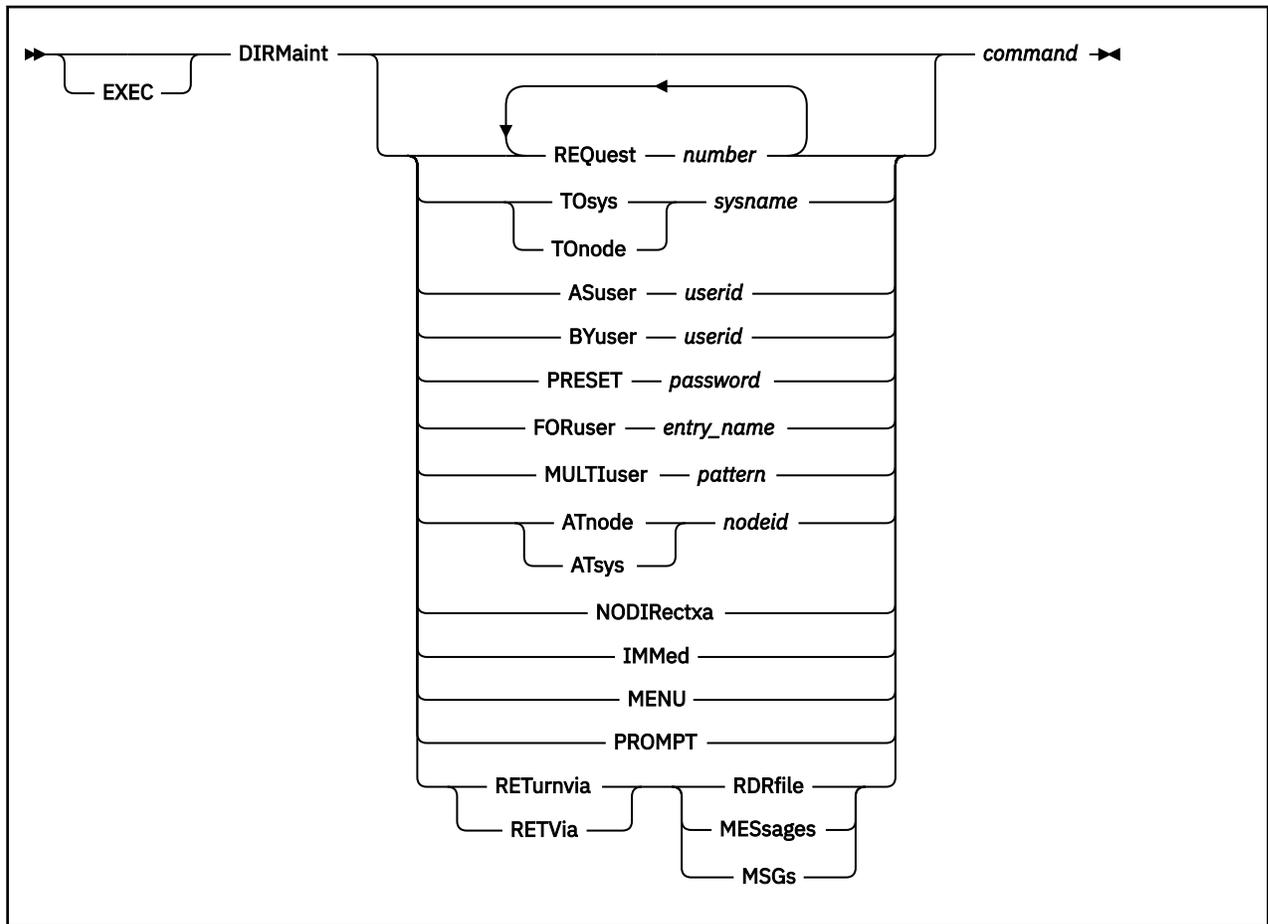 DIRMaint command
EXEC
REQuest number
TOsys sysname
TOnode
ASuser userid
BYuser userid
PRESET password
FORuser entry_name
MULTIuser pattern
ATnode nodeid
ATsys
NODIRectxa
IMMed
MENU
PROMPT
RETurnvia RDRfile
RETVia MESsages
MSGs